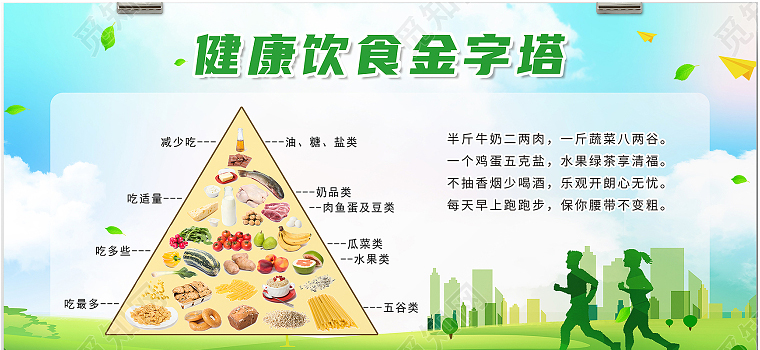 健康饮食金字塔
减少吃
油、糖、盐类
吃适量
奶品类
肉鱼蛋及豆类
吃多些
瓜菜类
水果类
吃最多
五谷类
半斤牛奶二两肉，一斤蔬菜八两谷。
一个鸡蛋五克盐，水果绿茶享清福。
不抽香烟少喝酒，乐观开朗心无忧。
每天早上跑跑步，保你腰带不变粗。